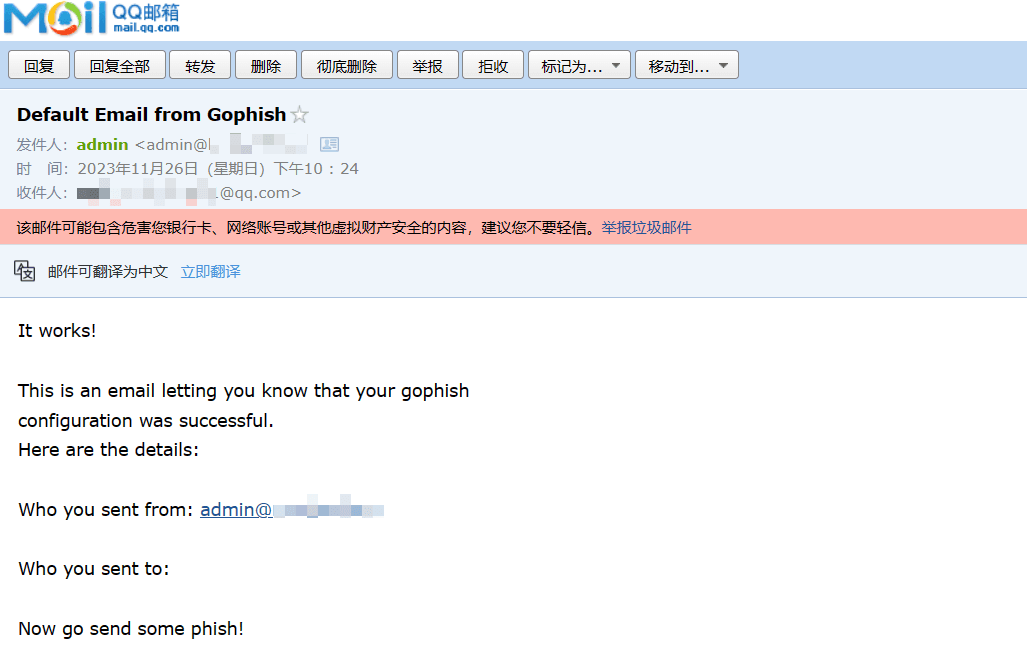 Mail QQ邮箱
mail.qq.com
回复 回复全部 转发 删除 彻底删除 举报 拒收 标记为... 移动到...
Default Email from Gophish
发件人： admin <admin@
时 间： 2023年11月26日（星期日）下午10：24
收件人： @qq.com>
该邮件可能包含危害您银行卡、网络账号或其他虚拟财产安全的内容，建议您不要轻信。举报垃圾邮件
邮件可翻译为中文 立即翻译
It works!
This is an email letting you know that your gophish
configuration was successful.
Here are the details:
Who you sent from: admin@
Who you sent to:
Now go send some phish!